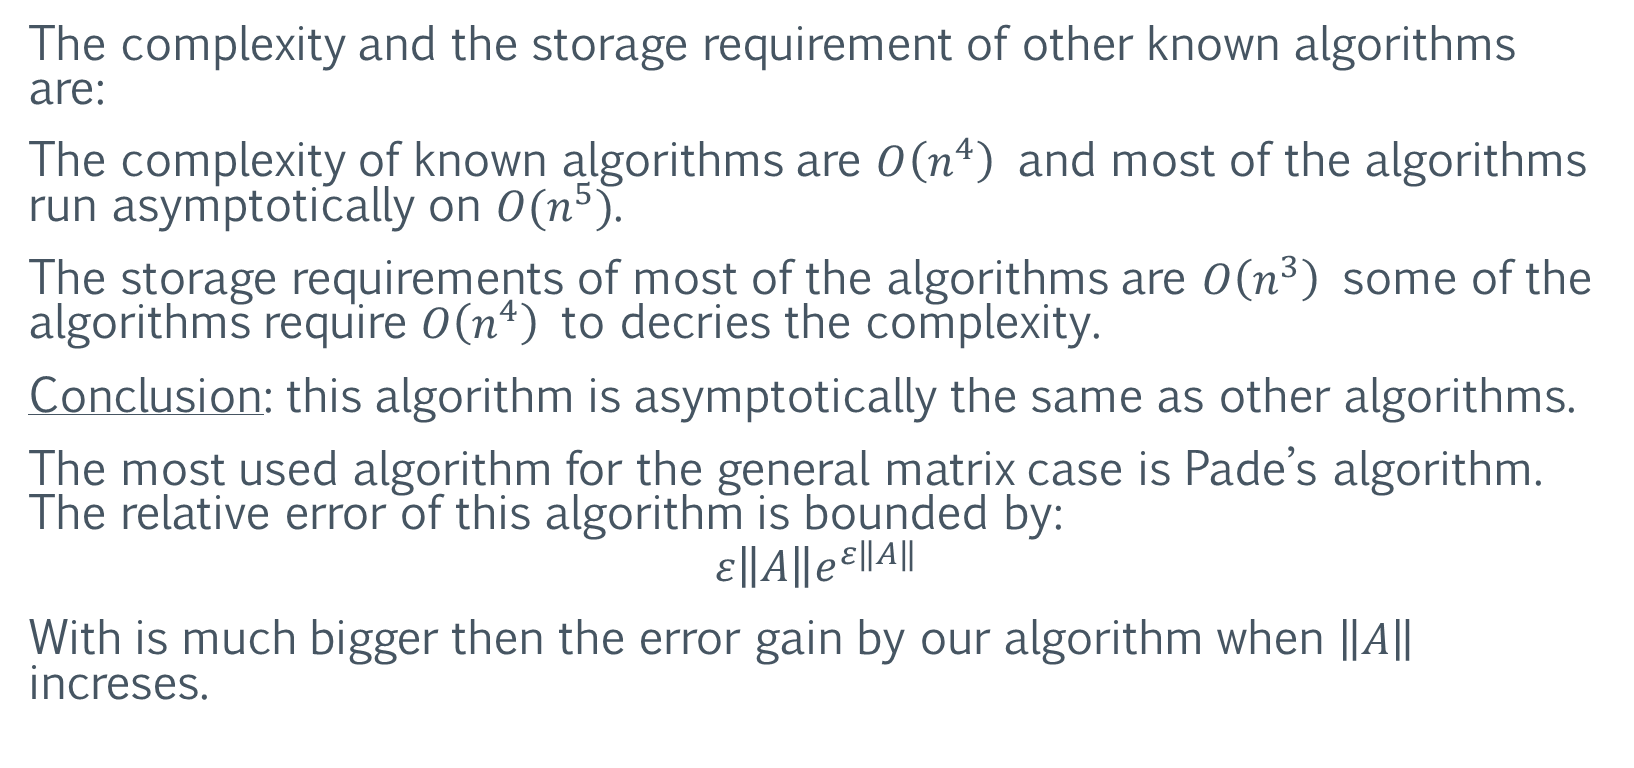 The complexity and the storage requirement of other known algorithms
are:
The complexity of known algorithms are O(n⁴) and most of the algorithms
run asymptotically on O(n⁵).
The storage requirements of most of the algorithms are O(n³) some of the
algorithms require O(n⁴) to decries the complexity.
Conclusion: this algorithm is asymptotically the same as other algorithms.
The most used algorithm for the general matrix case is Pade’s algorithm.
The relative error of this algorithm is bounded by:
ε‖A‖e^{ε‖A‖}
With is much bigger then the error gain by our algorithm when ‖A‖
increses.